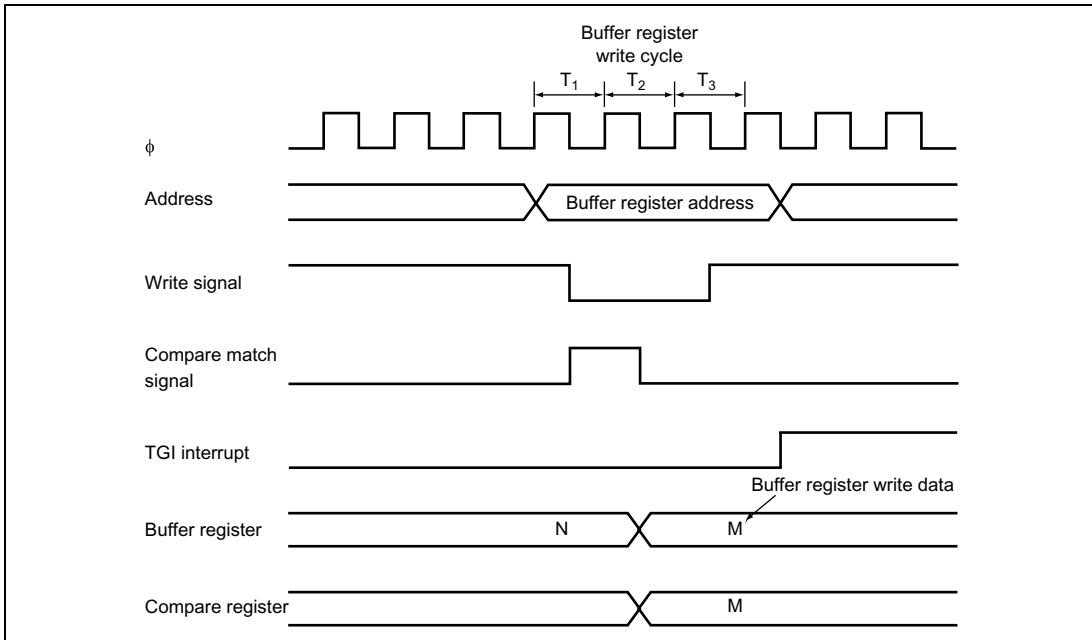 Buffer register
write cycle
T1 T2 T3
ϕ
Address
Buffer register address
Write signal
Compare match
signal
TGI interrupt
Buffer register write data
Buffer register
N
M
Compare register
M